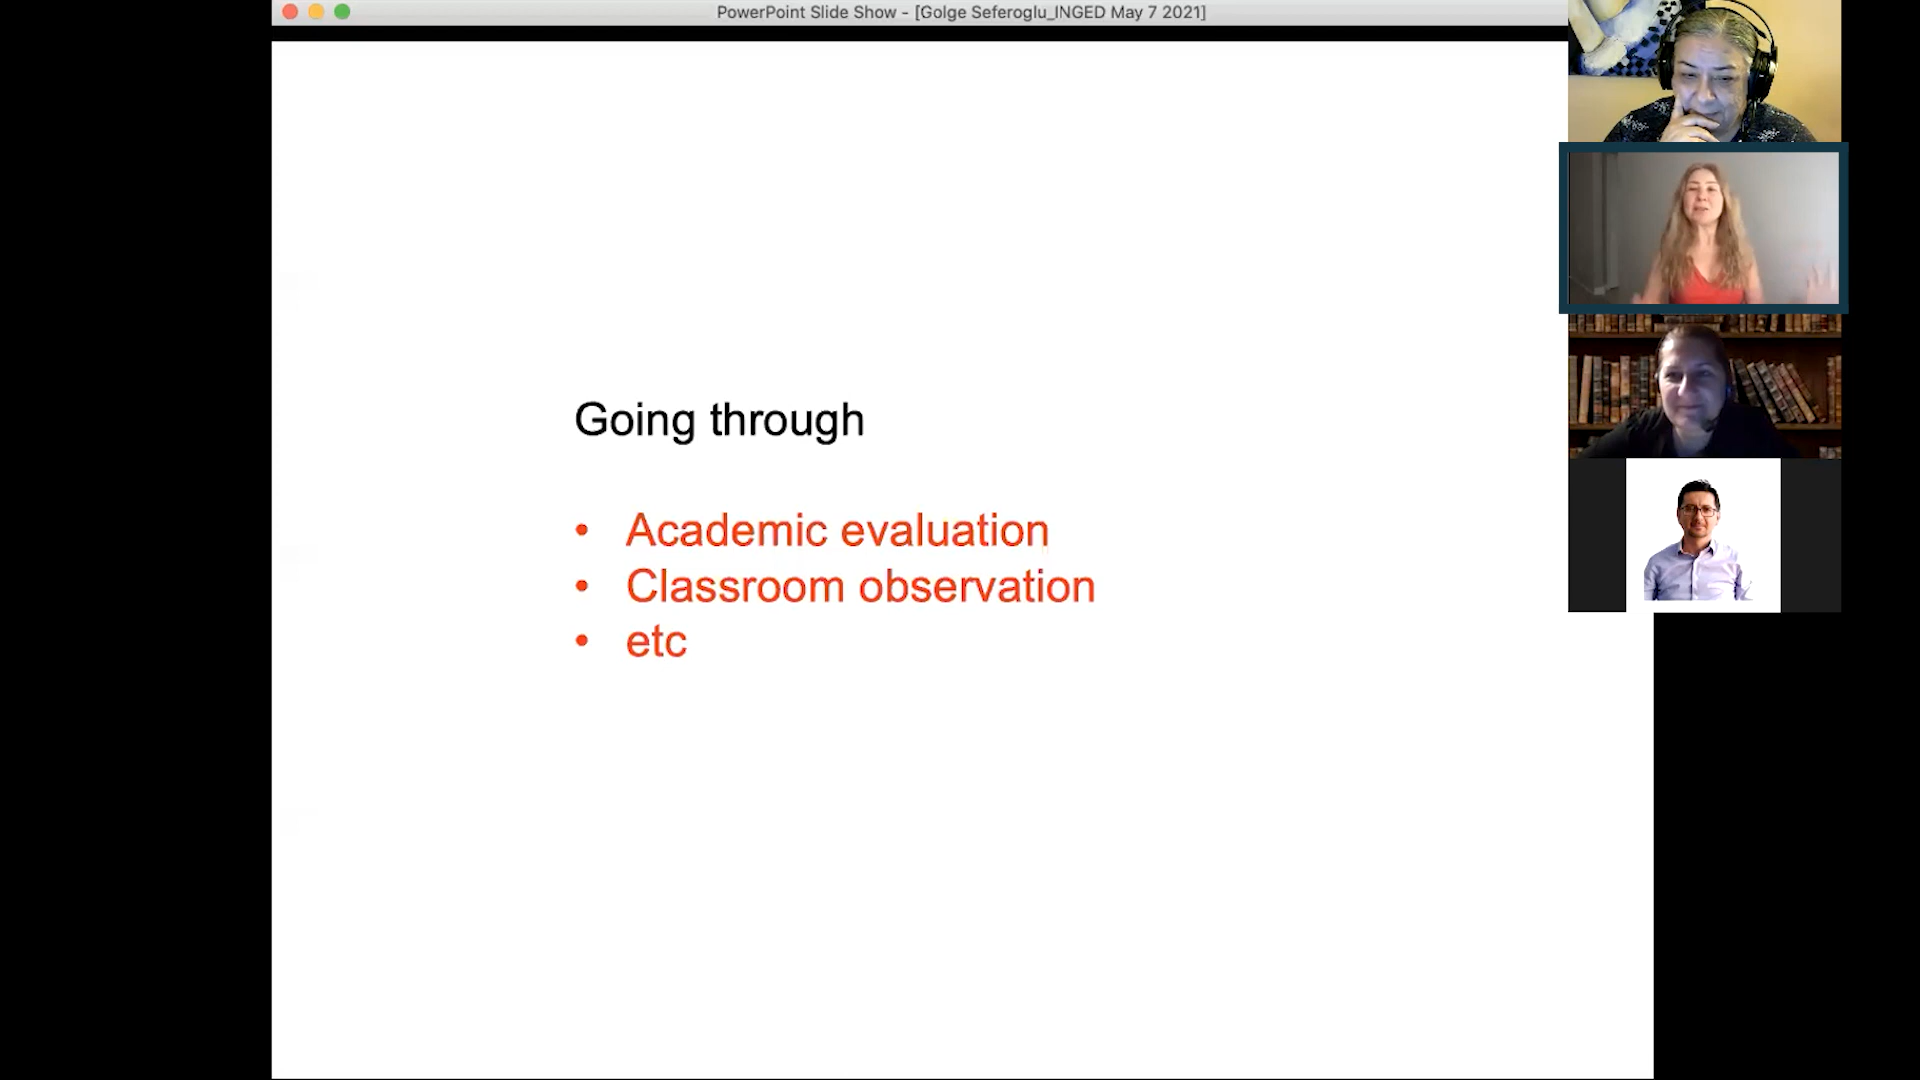 PowerPoint Slide Show - [Golge Seferoglu_INGED May 7 2021]
Going through
• Academic evaluation
• Classroom observation
• etc